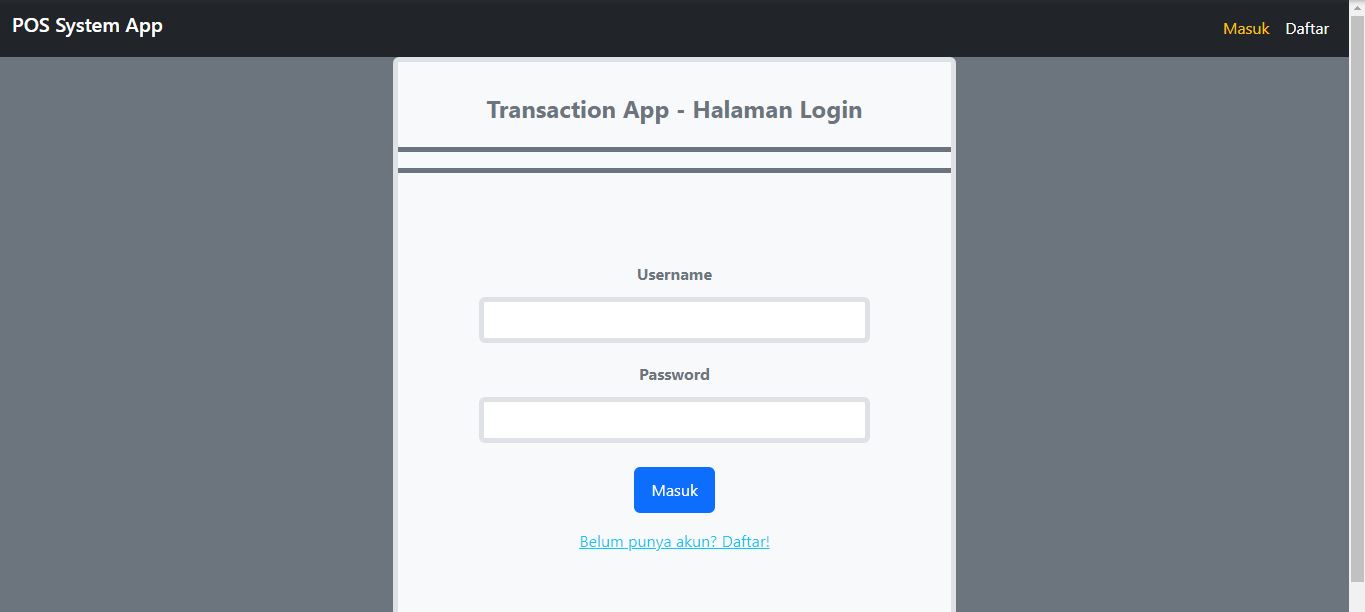 POS System App
Masuk Daftar
Transaction App - Halaman Login
Username
Password
Masuk
Belum punya akun? Daftar!